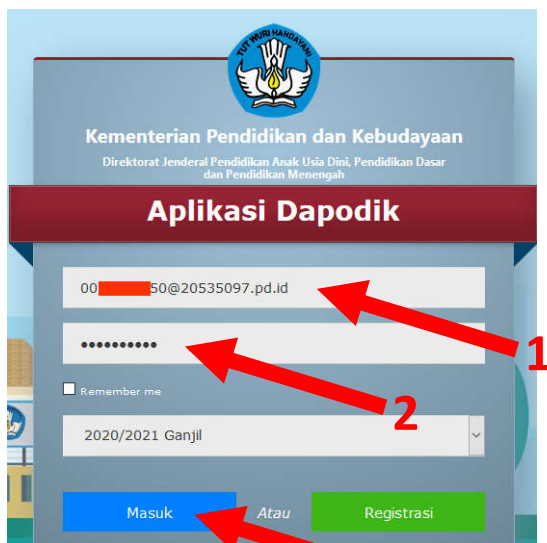 TUT WURI HANDAYANI
Kementerian Pendidikan dan Kebudayaan
Direktorat Jenderal Pendidikan Anak Usia Dini, Pendidikan Dasar
dan Pendidikan Menengah
Aplikasi Dapodik
00 50@20535097.pd.id
1
••••••••••
Remember me
2
2020/2021 Ganjil
Masuk Atau Registrasi